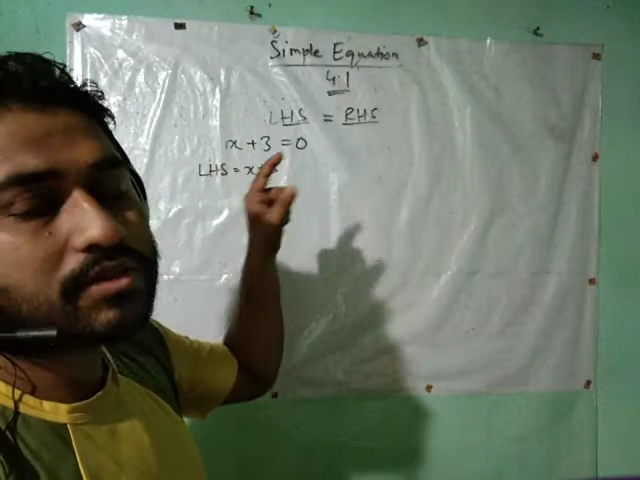 Simple Equation
4.1
LHS = RHS
x + 3 = 0
LHS = x +